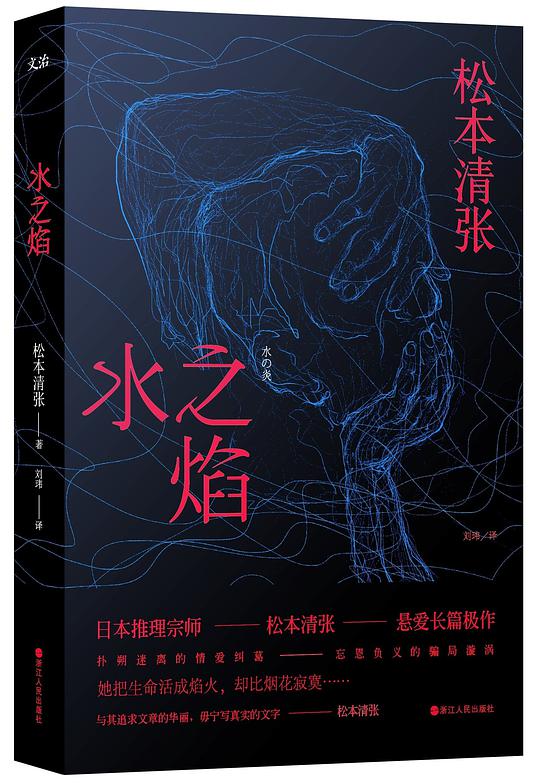 文治
水之焰
松本清张——著
刘玮——译
浙江人民出版社
松本清张
水之
焰
水の炎
刘玮／译
日本推理宗师——松本清张——悬爱长篇极作
扑朔迷离的情爱纠葛——忘恩负义的骗局漩涡
她把生命活成焰火，却比烟花寂寞……
与其追求文章的华丽，毋宁写真实的文字——松本清张
浙江人民出版社